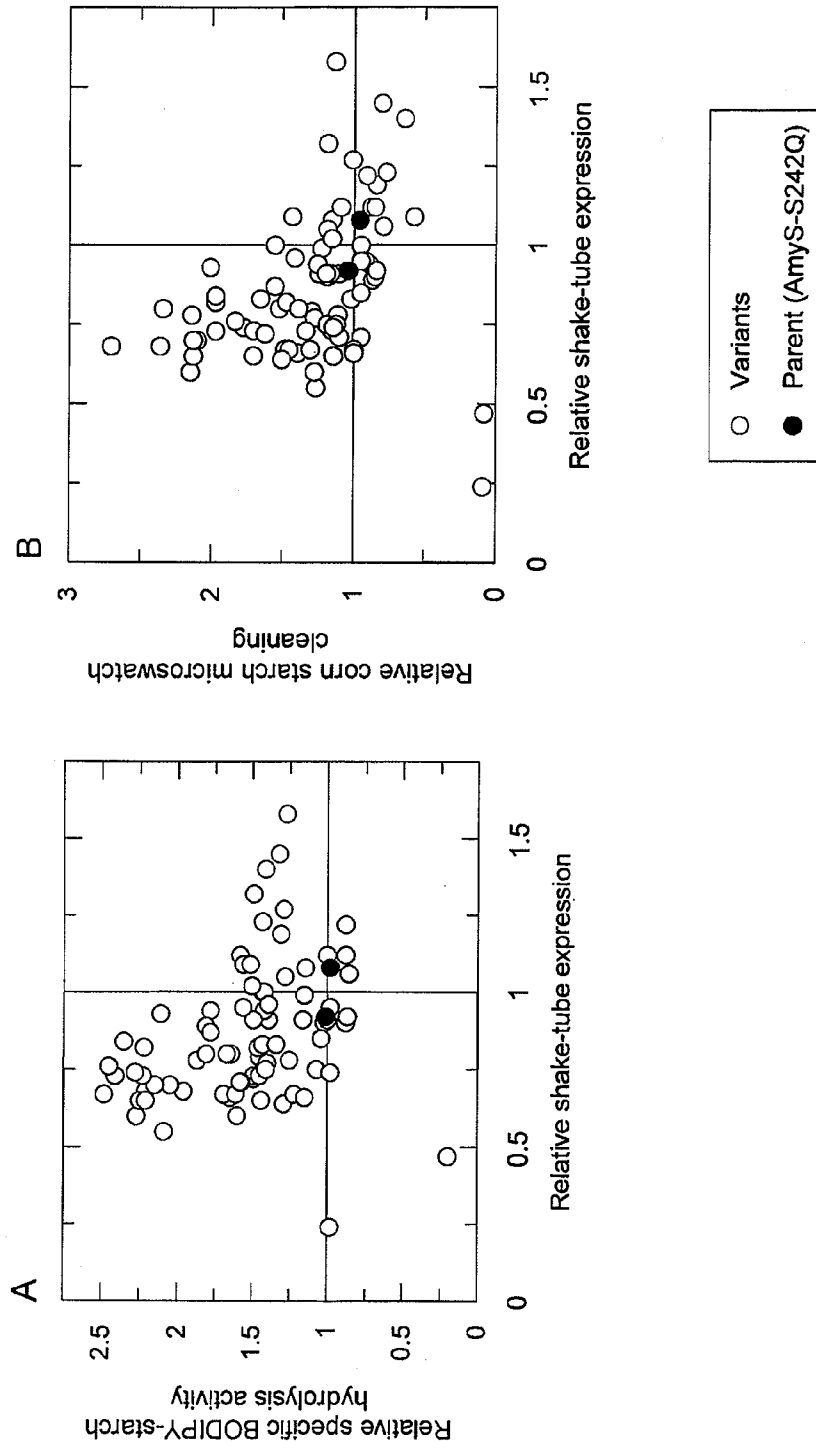 A
Relative specific BODIPY-starch
hydrolysis activity
2.5
2
1.5
1
0.5
0
0
0.5
1
1.5
Relative shake-tube expression
B
Relative corn starch microswatch
cleaning
3
2
1
0
0
0.5
1
1.5
Relative shake-tube expression
Variants
Parent (AmyS-S242Q)